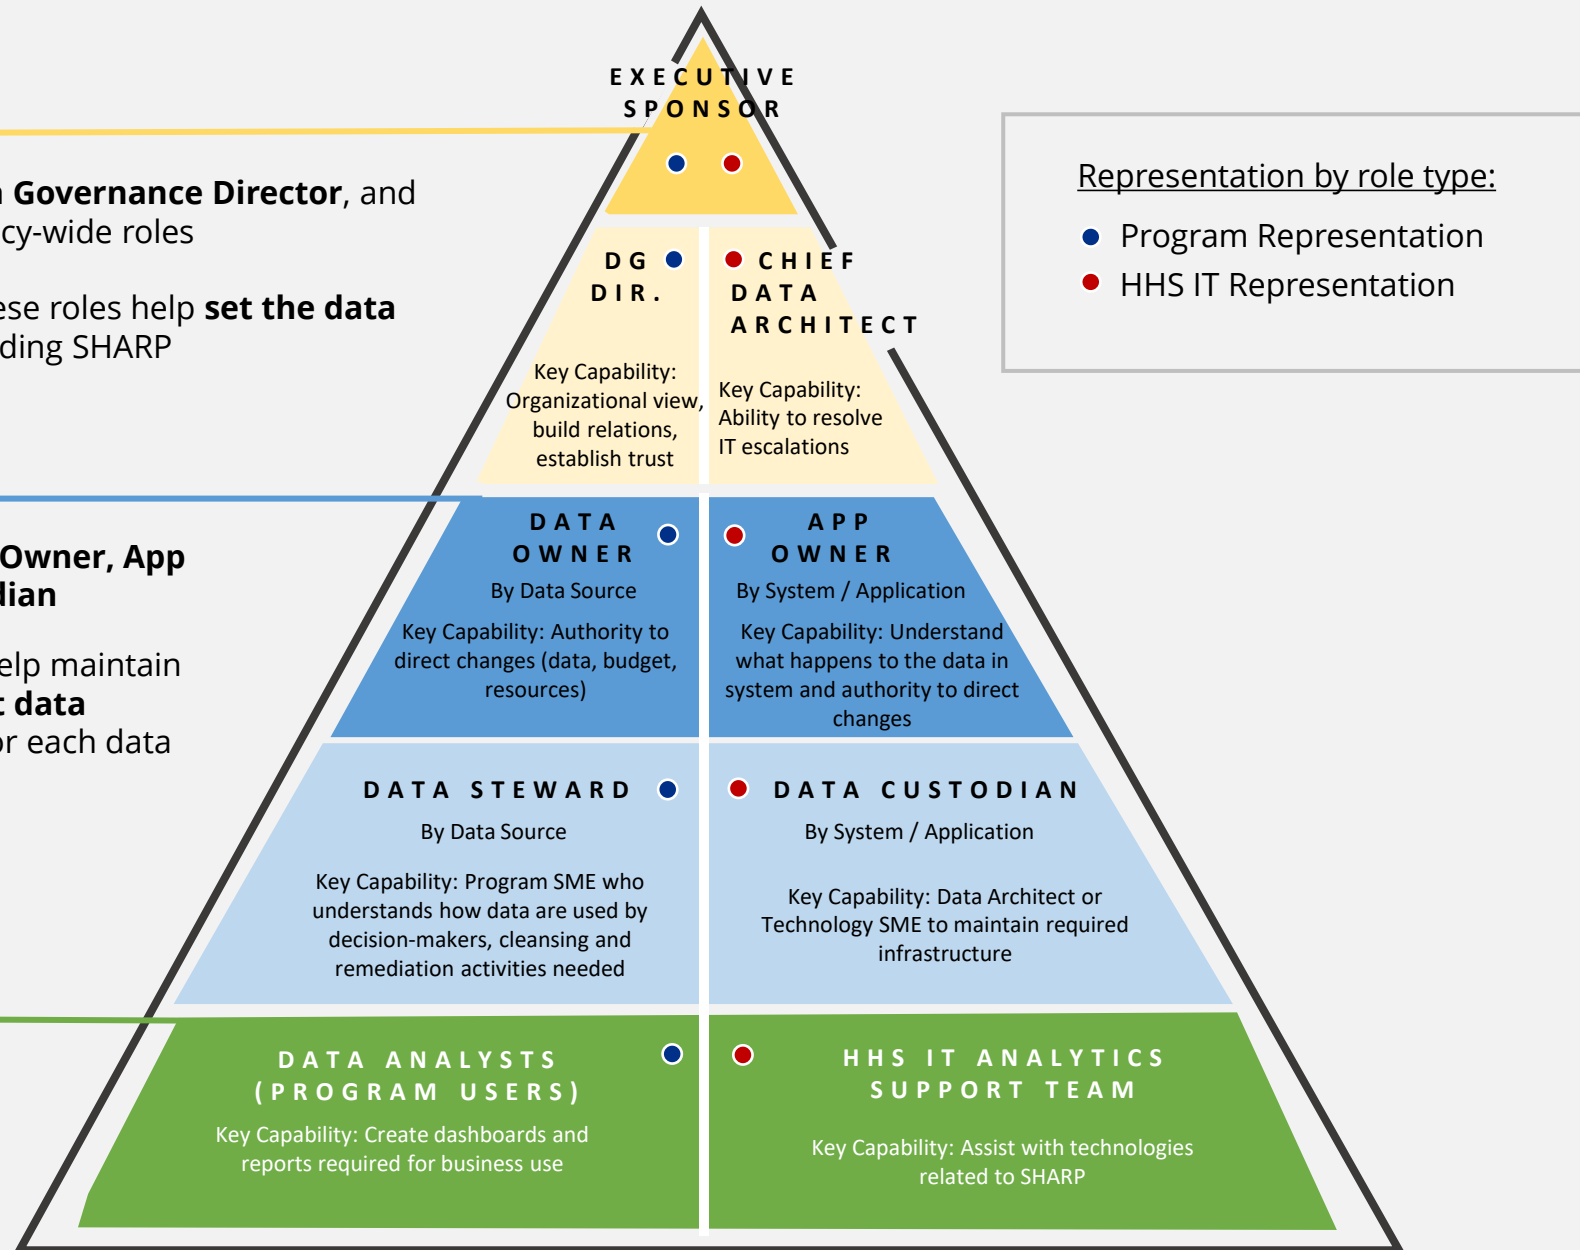 EXECUTIVE
SPONSOR
Governance Director, and
cy-wide roles
ese roles help set the data
ding SHARP
Representation by role type:
Program Representation
HHS IT Representation
DG
DIR.
Key Capability:
Organizational view,
build relations,
establish trust
CHIEF
DATA
ARCHITECT
Key Capability:
Ability to resolve
IT escalations
Owner, App
dian
elp maintain
t data
or each data
DATA
OWNER
By Data Source
Key Capability: Authority to
direct changes (data, budget,
resources)
APP
OWNER
By System / Application
Key Capability: Understand
what happens to the data in
system and authority to direct
changes
DATA STEWARD
By Data Source
Key Capability: Program SME who
understands how data are used by
decision-makers, cleansing and
remediation activities needed
DATA CUSTODIAN
By System / Application
Key Capability: Data Architect or
Technology SME to maintain required
infrastructure
DATA ANALYSTS
(PROGRAM USERS)
Key Capability: Create dashboards and
reports required for business use
HHS IT ANALYTICS
SUPPORT TEAM
Key Capability: Assist with technologies
related to SHARP